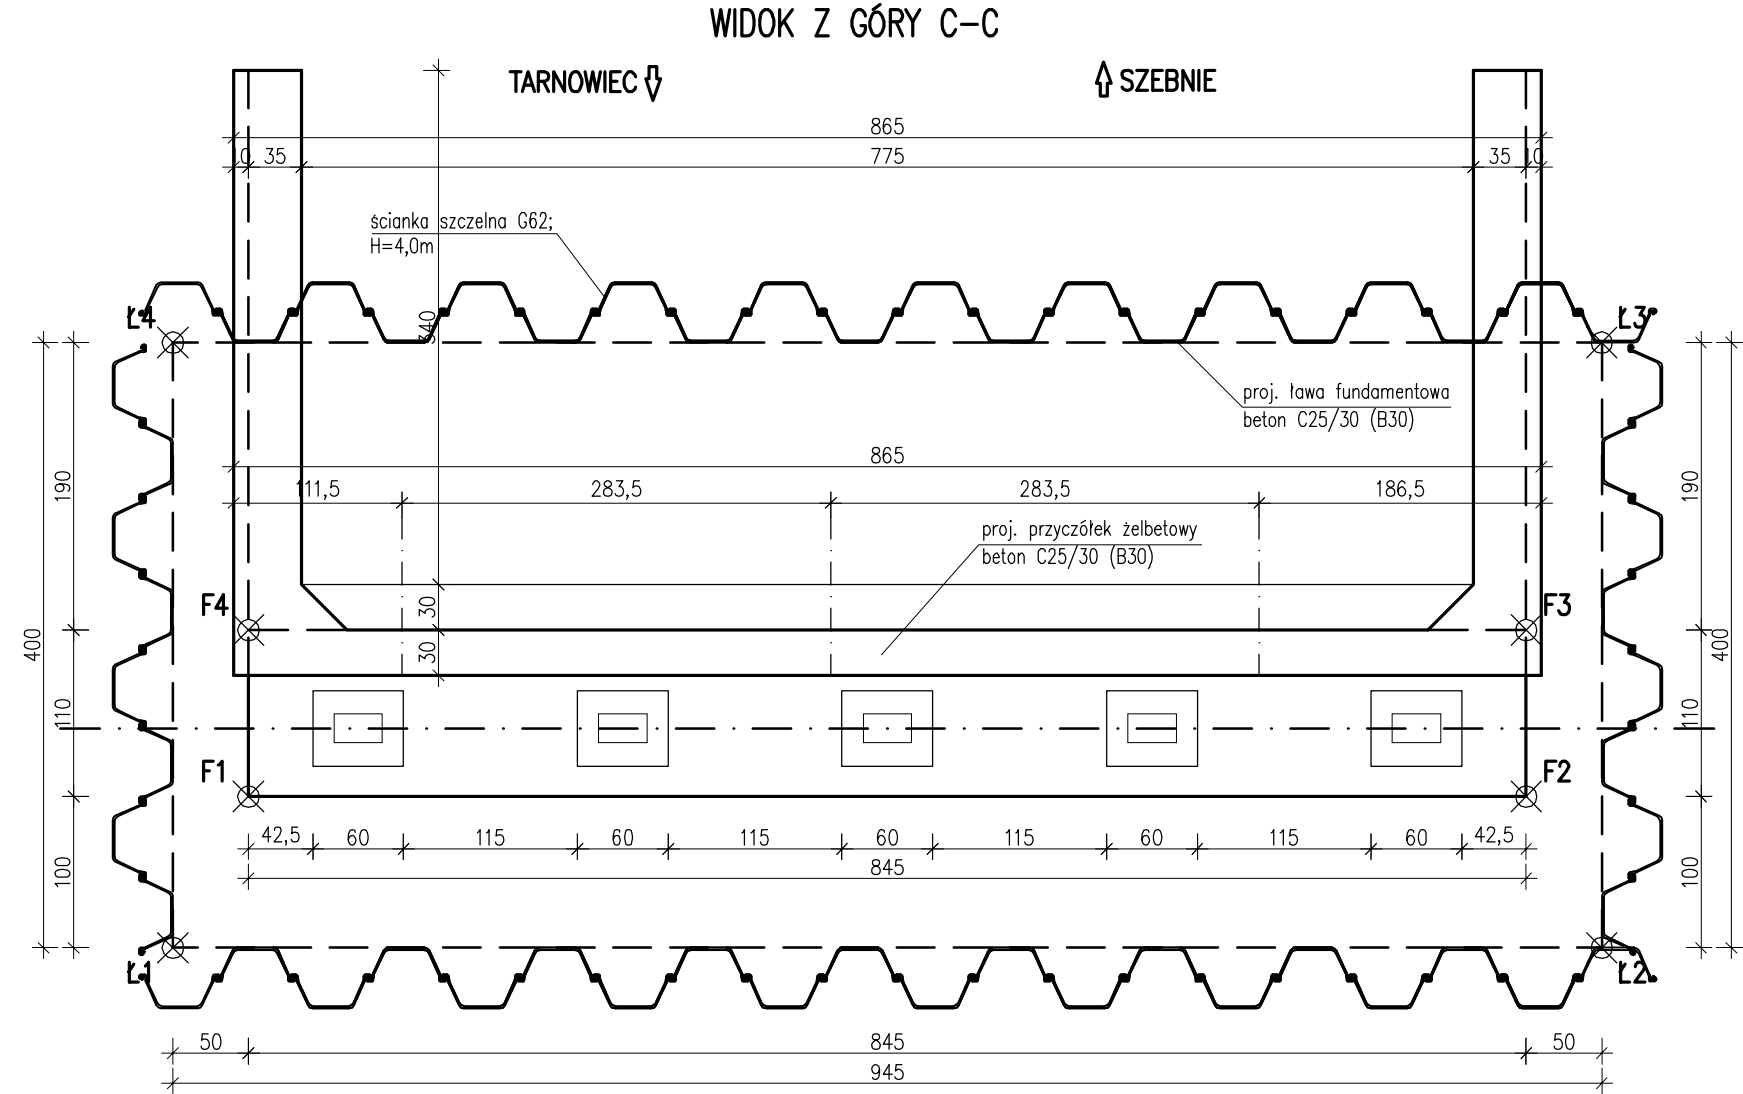 WIDOK Z GÓRY C-C
TARNOWIEC
SZEBNIE
865
10 35 775 35 10
ścianka szczelna G62;
H=4,0m
Ł4
Ł3
340
proj. ława fundamentowa
beton C25/30 (B30)
865
111,5 283,5 283,5 186,5
190
190
proj. przyczółek żelbetowy
beton C25/30 (B30)
F4
30
F3
400
30
400
110
110
F1
F2
42,5 60 115 60 115 60 115 60 115 60 42,5
845
100
100
Ł1
Ł2
50 845 50
945